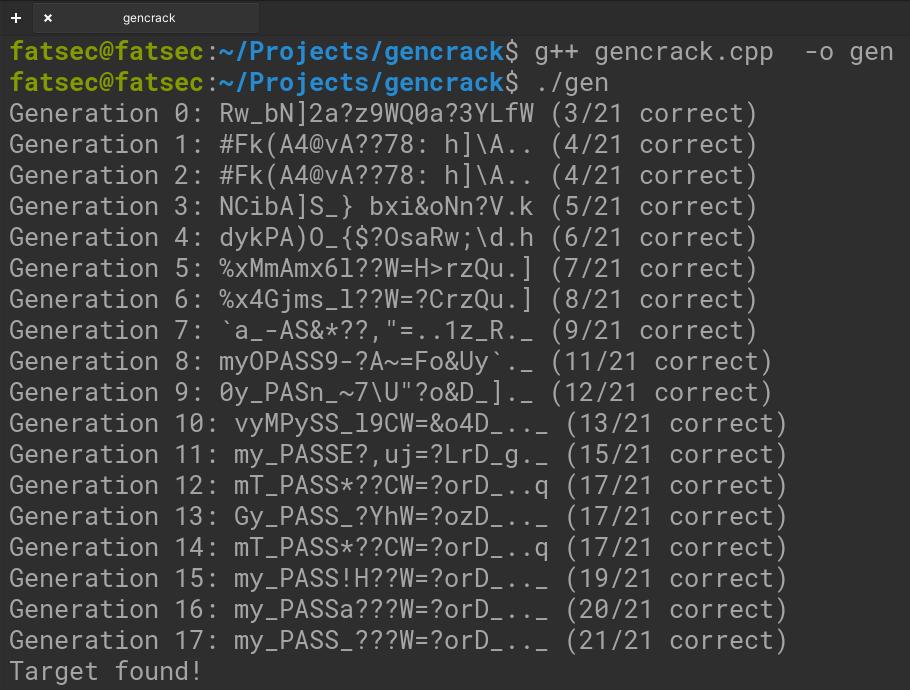 + × gencrack
fatsec@fatsec:~/Projects/gencrack$ g++ gencrack.cpp  -o gen
fatsec@fatsec:~/Projects/gencrack$ ./gen
Generation 0: Rw_bN]2a?z9WQ0a?3YLfW (3/21 correct)
Generation 1: #Fk(A4@vA??78: h]\A.. (4/21 correct)
Generation 2: #Fk(A4@vA??78: h]\A.. (4/21 correct)
Generation 3: NCibA]S_} bxi&oNn?V.k (5/21 correct)
Generation 4: dykPA)O_{$?OsaRw;\d.h (6/21 correct)
Generation 5: %xMmAmx6l??W=H>rzQu.] (7/21 correct)
Generation 6: %x4Gjms_l??W=?CrzQu.] (8/21 correct)
Generation 7: `a_-AS&*??,"=..1z_R._ (9/21 correct)
Generation 8: myOPASS9-?A~=Fo&Uy`._ (11/21 correct)
Generation 9: 0y_PASn_~7\U"?o&D_]._ (12/21 correct)
Generation 10: vyMPySS_l9CW=&o4D_.._ (13/21 correct)
Generation 11: my_PASSE?,uj=?LrD_g._ (15/21 correct)
Generation 12: mT_PASS*??CW=?orD_..q (17/21 correct)
Generation 13: Gy_PASS_?YhW=?ozD_.._ (17/21 correct)
Generation 14: mT_PASS*??CW=?orD_..q (17/21 correct)
Generation 15: my_PASS!H??W=?orD_.._ (19/21 correct)
Generation 16: my_PASSa???W=?orD_.._ (20/21 correct)
Generation 17: my_PASS_???W=?orD_.._ (21/21 correct)
Target found!